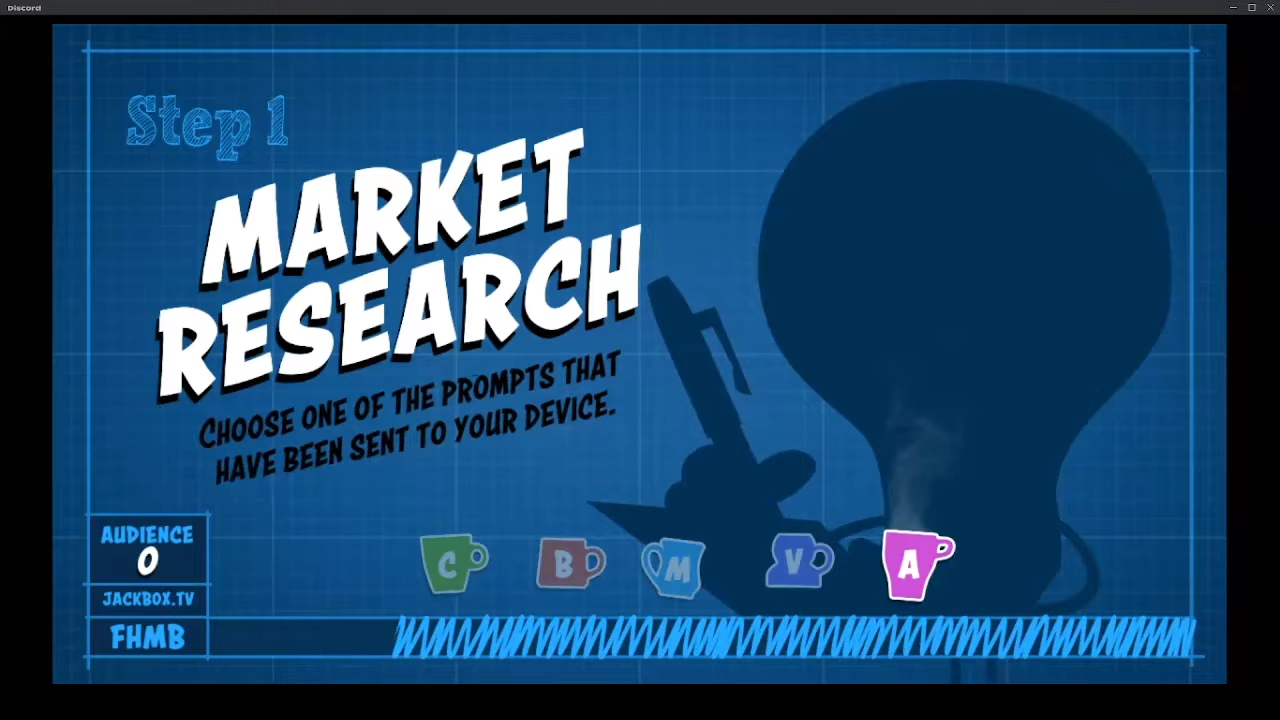 Discord
Step 1
MARKET
RESEARCH
CHOOSE ONE OF THE PROMPTS THAT
HAVE BEEN SENT TO YOUR DEVICE.
AUDIENCE
0
JACKBOX.TV
FHMB
C
B
M
V
A